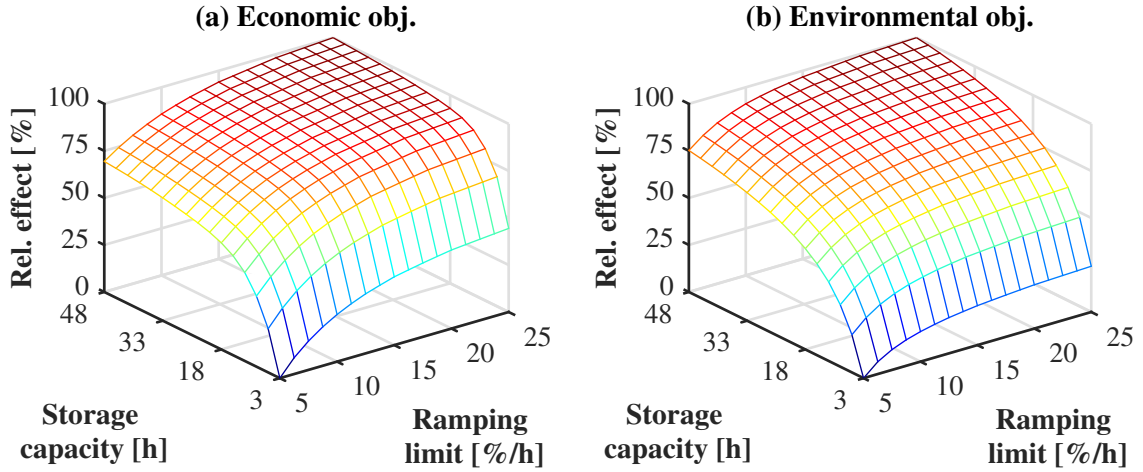 (a) Economic obj.
Rel. effect [%]
100
75
50
25
0
48
33
18
3
5
10
15
20
25
Storage
capacity [h]
Ramping
limit [%/h]
(b) Environmental obj.
Rel. effect [%]
100
75
50
25
0
48
33
18
3
5
10
15
20
25
Storage
capacity [h]
Ramping
limit [%/h]